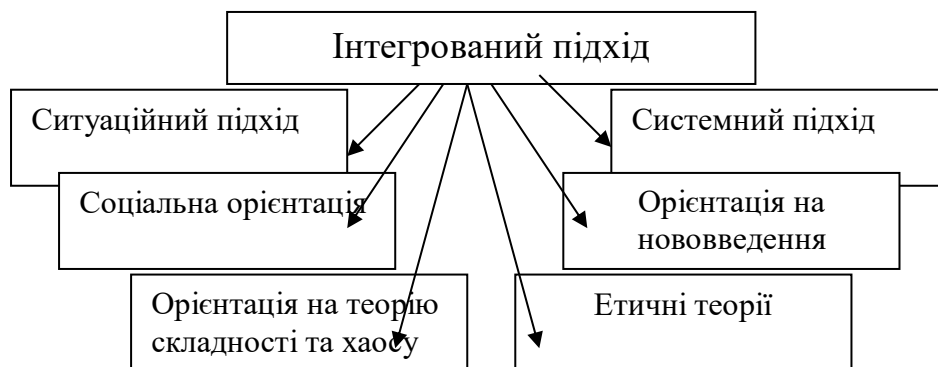 Інтегрований підхід
Ситуаційний підхід
Системний підхід
Соціальна орієнтація
Орієнтація на
нововведення
Орієнтація на теорію
складності та хаосу
Етичні теорії